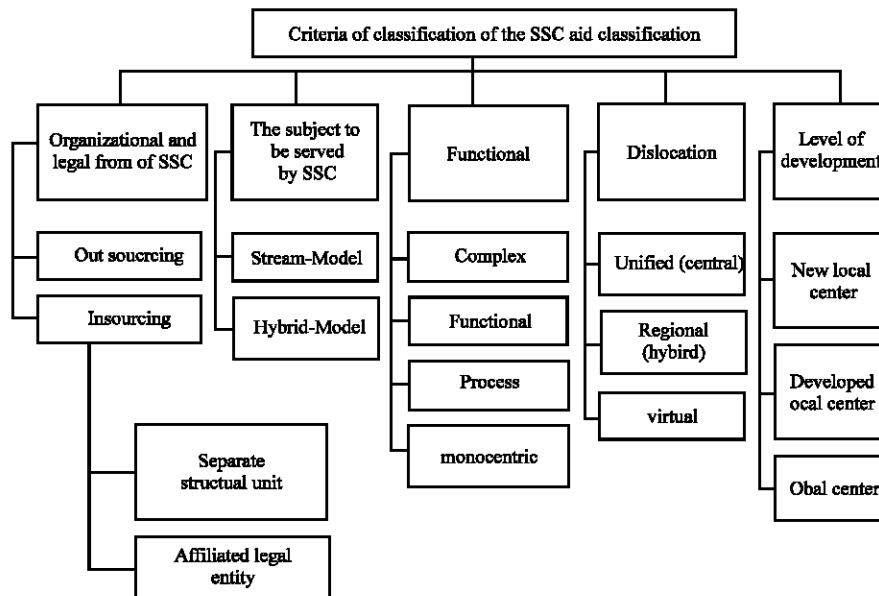 Criteria of classification of the SSC aid classification
Organizational and
legal from of SSC
Out soucrcing
Insourcing
Separate
structual unit
Affiliated legal
entity
The subject to
be served
by SSC
Stream-Model
Hybrid-Model
Functional
Complex
Functional
Process
monocentric
Dislocation
Unified (central)
Regional
(hybird)
virtual
Level of
development
New local
center
Developed
ocal center
Obal center